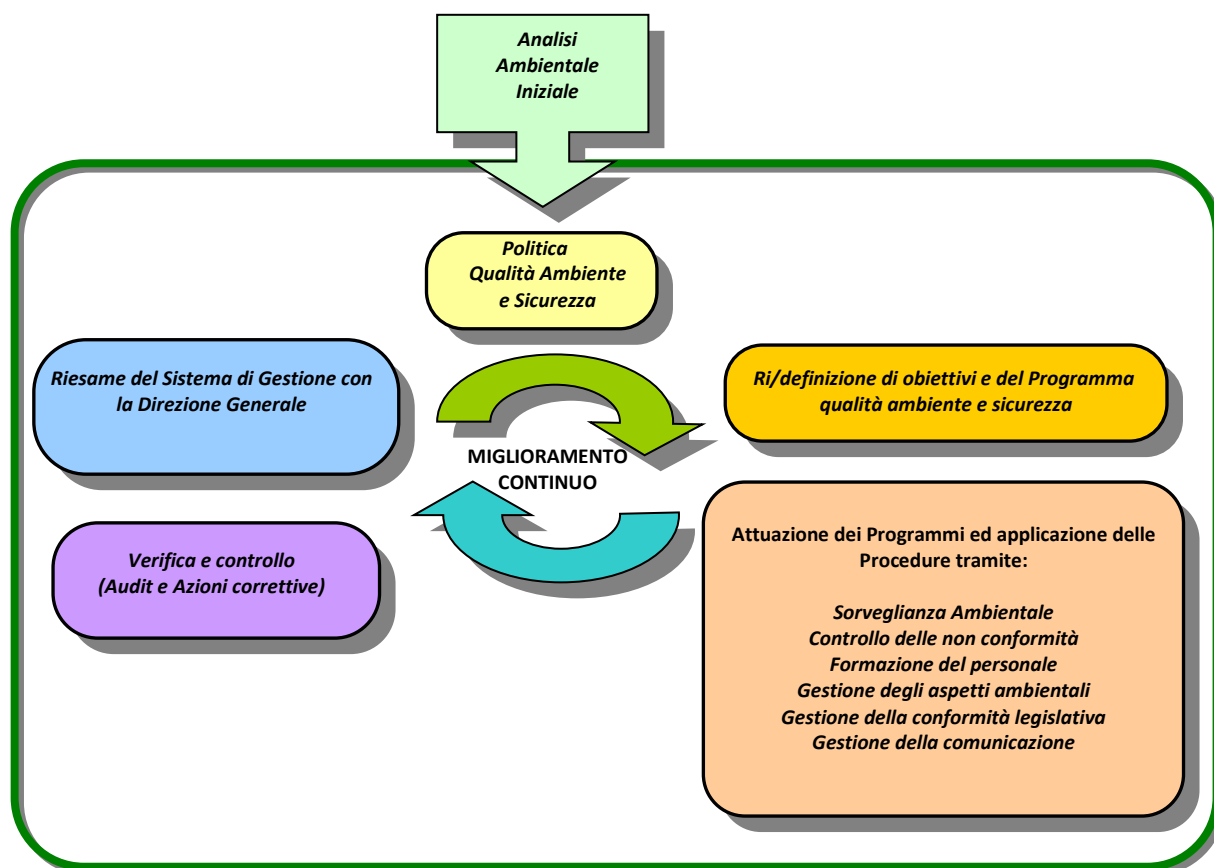 Analisi
Ambientale
Iniziale
Politica
Qualità Ambiente
e Sicurezza
Riesame del Sistema di Gestione con
la Direzione Generale
Ri/definizione di obiettivi e del Programma
qualità ambiente e sicurezza
MIGLIORAMENTO
CONTINUO
Verifica e controllo
(Audit e Azioni correttive)
Attuazione dei Programmi ed applicazione delle
Procedure tramite:
Sorveglianza Ambientale
Controllo delle non conformità
Formazione del personale
Gestione degli aspetti ambientali
Gestione della conformità legislativa
Gestione della comunicazione